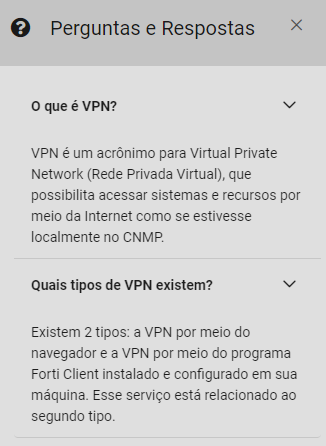 Perguntas e Respostas
O que é VPN?
VPN é um acrônimo para Virtual Private
Network (Rede Privada Virtual), que
possibilita acessar sistemas e recursos por
meio da Internet como se estivesse
localmente no CNMP.
Quais tipos de VPN existem?
Existem 2 tipos: a VPN por meio do
navegador e a VPN por meio do programa
Forti Client instalado e configurado em sua
máquina. Esse serviço está relacionado ao
segundo tipo.